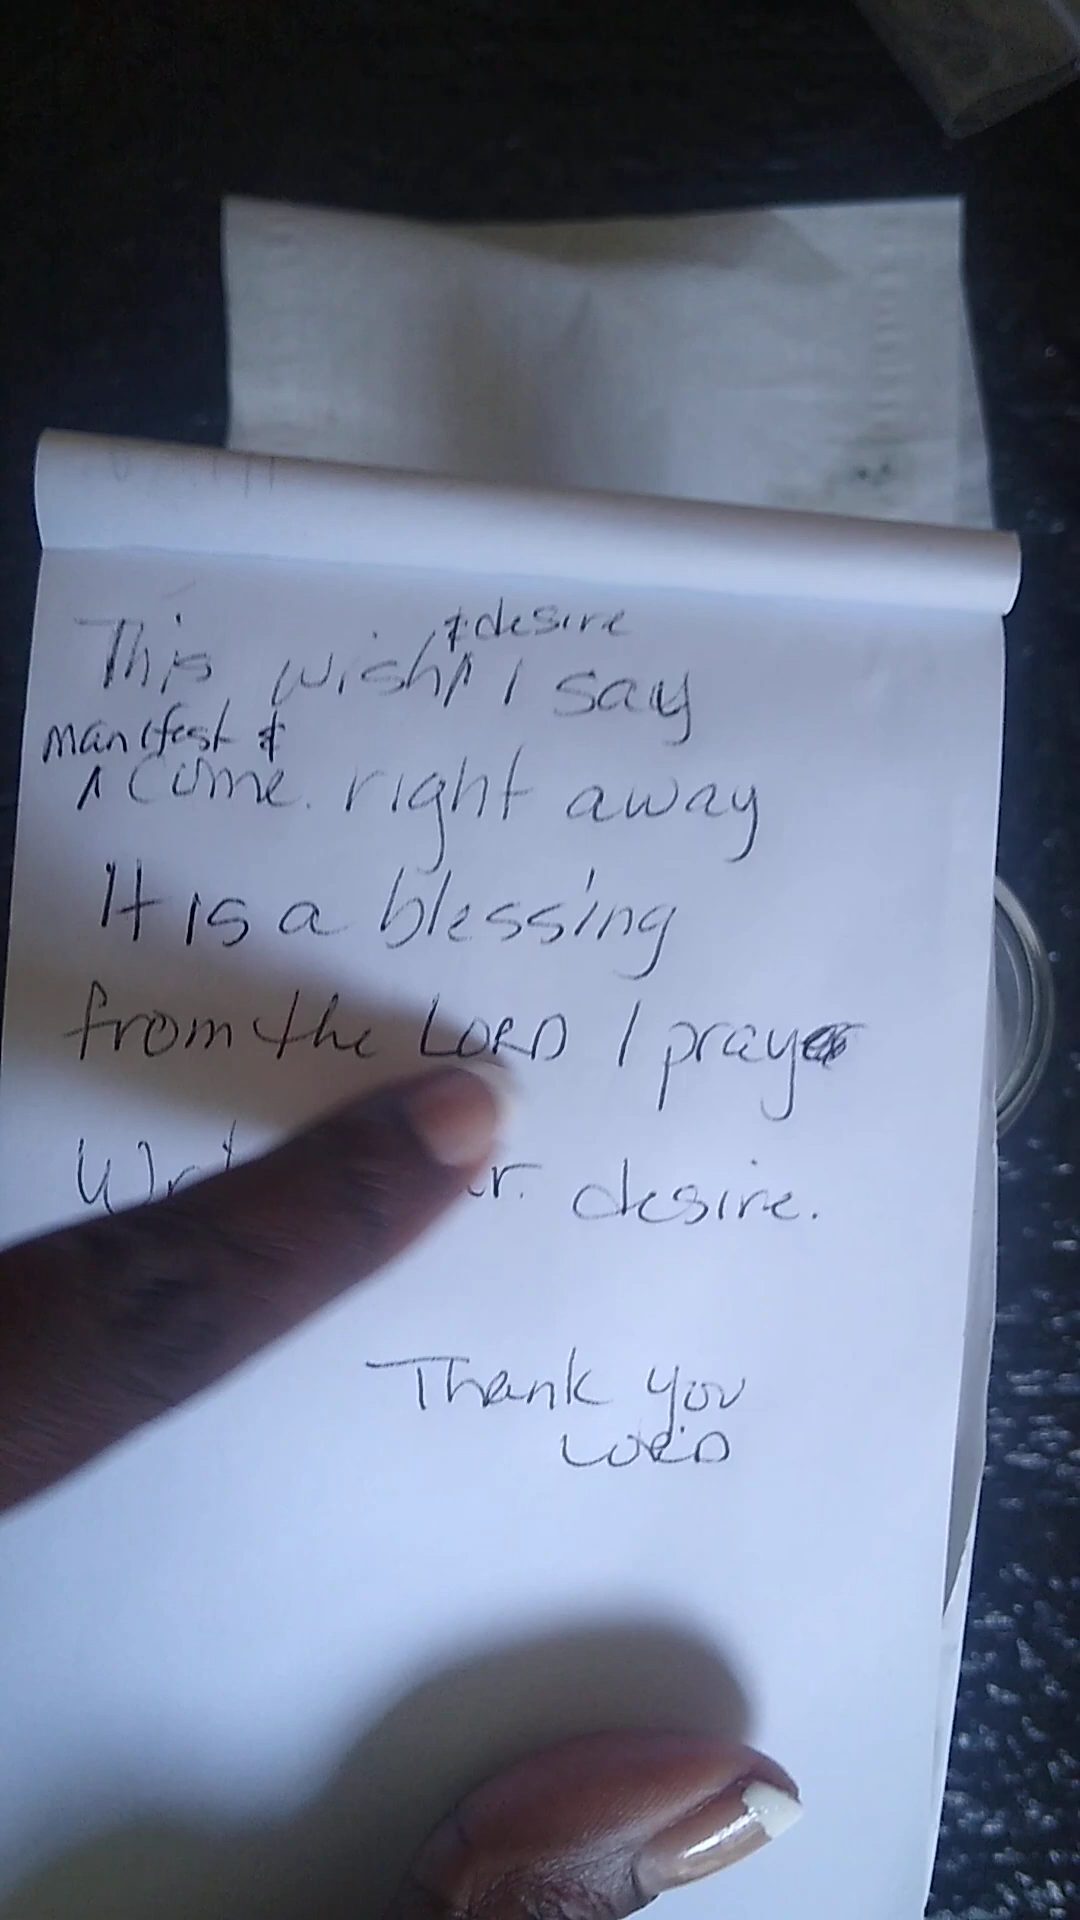 This wish ^ & desire I say
manifest &
^ Come. right away
It is a blessing
from the LORD I pray
desire.
Thank you
LORD